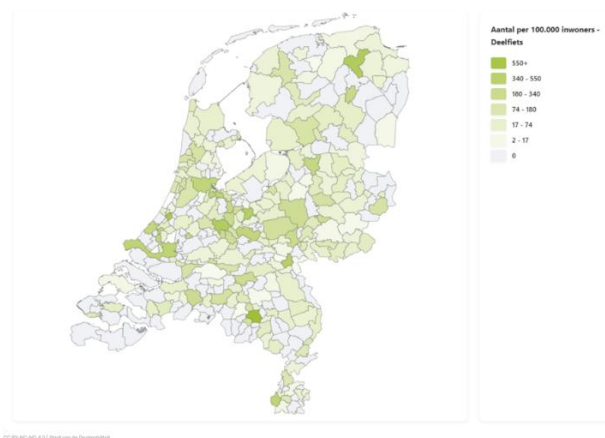 Aantal per 100.000 inwoners -
Deelfiets
550+
340 - 550
180 - 340
74 - 180
17 - 74
2 - 17
0